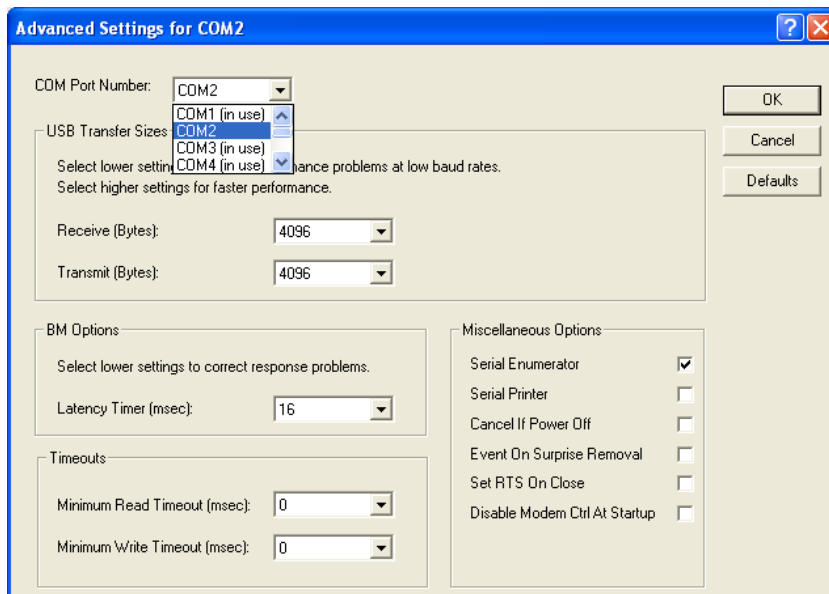 Advanced Settings for COM2
COM Port Number:
COM2
COM1 (in use)
COM2
COM3 (in use)
COM4 (in use)
OK
Cancel
Defaults
USB Transfer Sizes
Select lower settin mance problems at low baud rates.
Select higher settings for faster performance.
Receive (Bytes):
4096
Transmit (Bytes):
4096
BM Options
Select lower settings to correct response problems.
Latency Timer (msec):
16
Timeouts
Minimum Read Timeout (msec):
0
Minimum Write Timeout (msec):
0
Miscellaneous Options
Serial Enumerator
Serial Printer
Cancel If Power Off
Event On Surprise Removal
Set RTS On Close
Disable Modem Ctrl At Startup